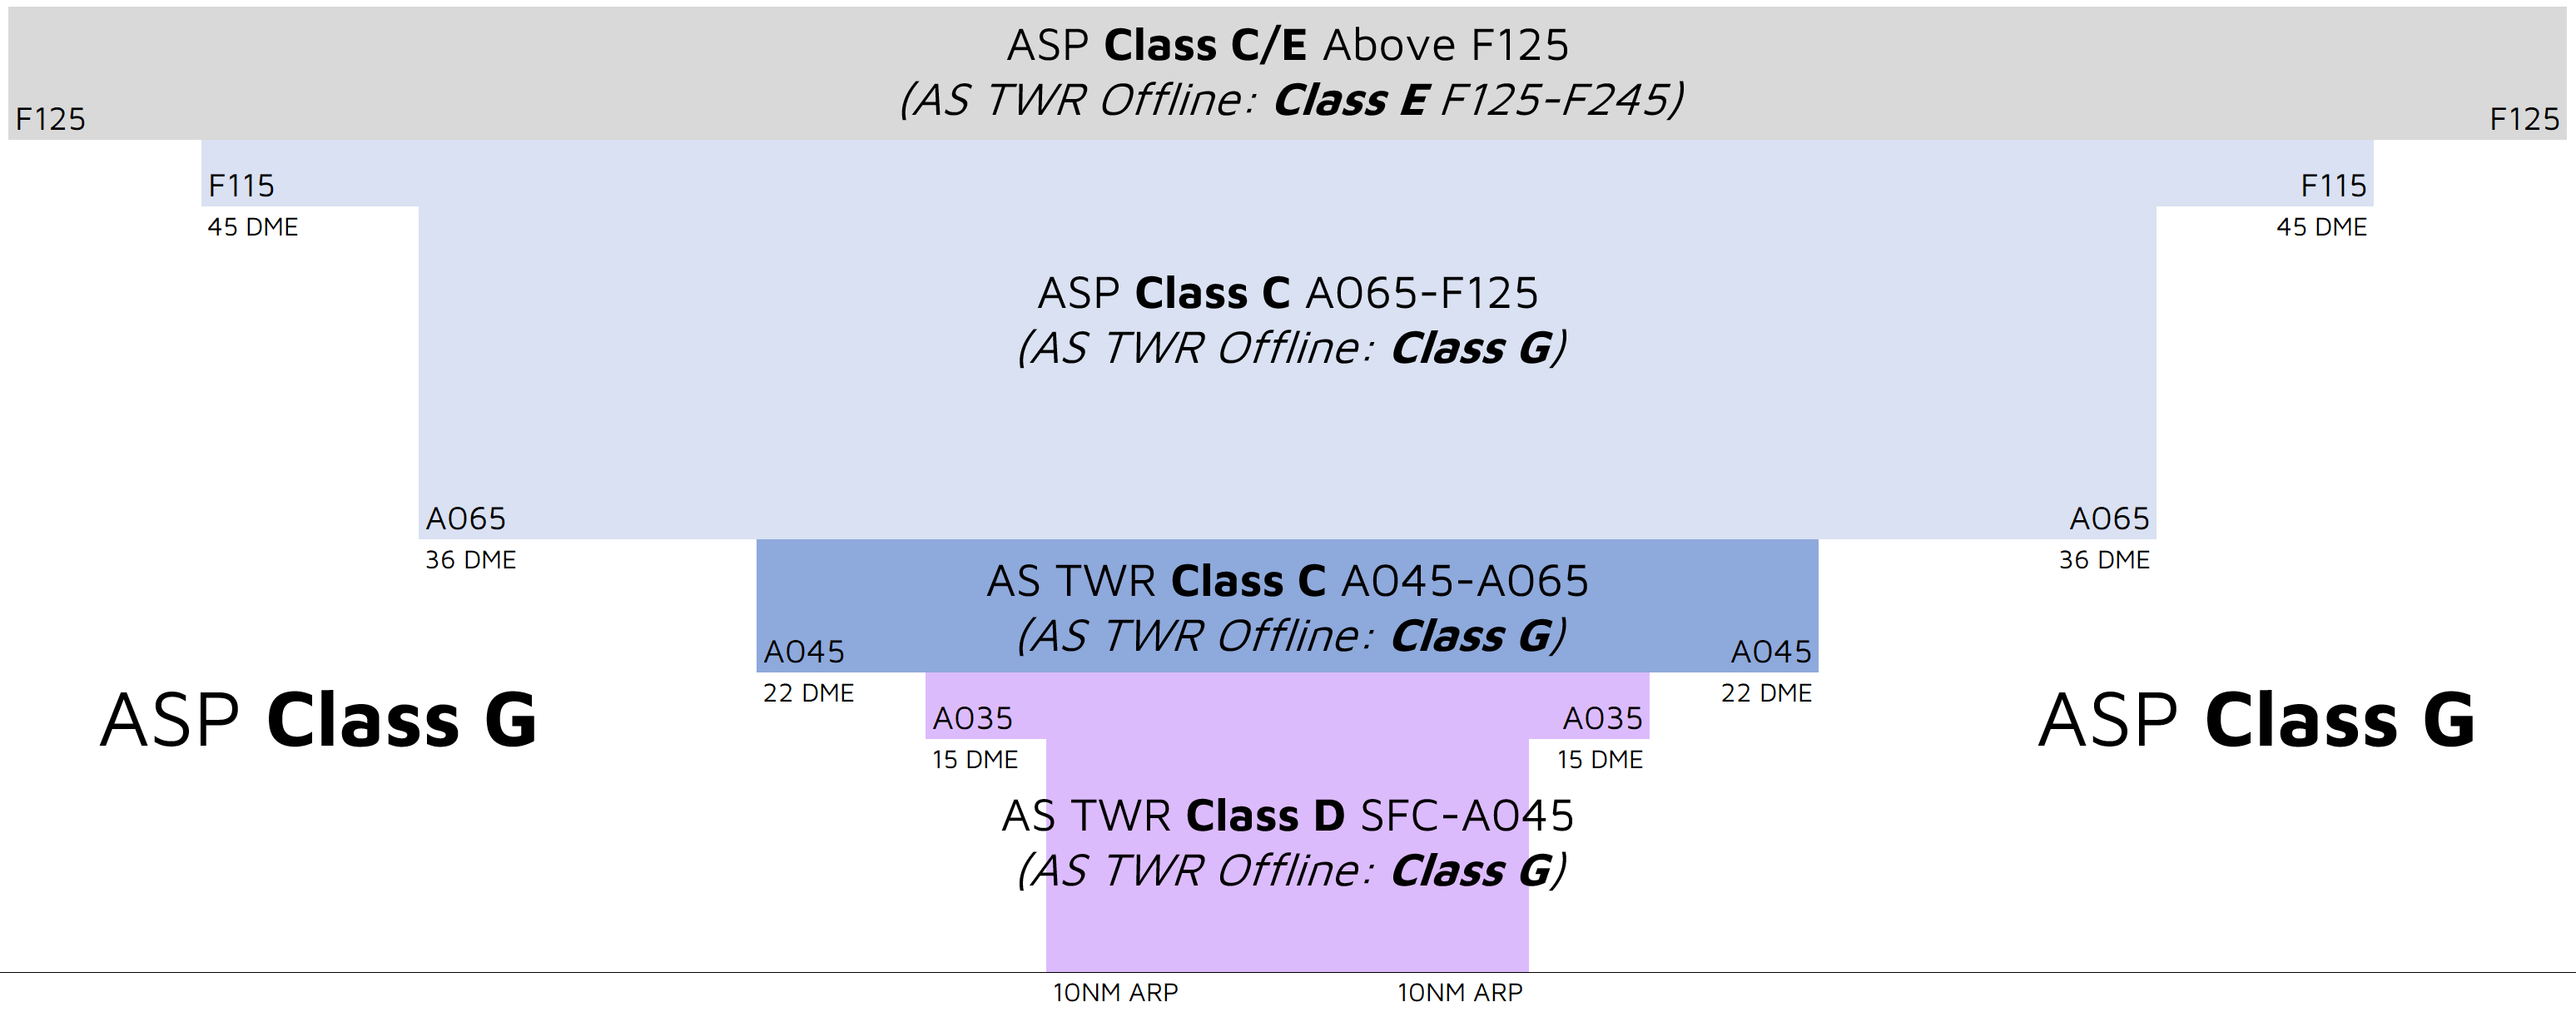 ASP Class C/E Above F125
(AS TWR Offline: Class E F125-F245)
F125
F125
F115
F115
45 DME
45 DME
ASP Class C A065-F125
(AS TWR Offline: Class G)
A065
A065
36 DME
36 DME
AS TWR Class C A045-A065
(AS TWR Offline: Class G)
A045
A045
22 DME
22 DME
ASP Class G
ASP Class G
A035
A035
15 DME
15 DME
AS TWR Class D SFC-A045
(AS TWR Offline: Class G)
10NM ARP
10NM ARP